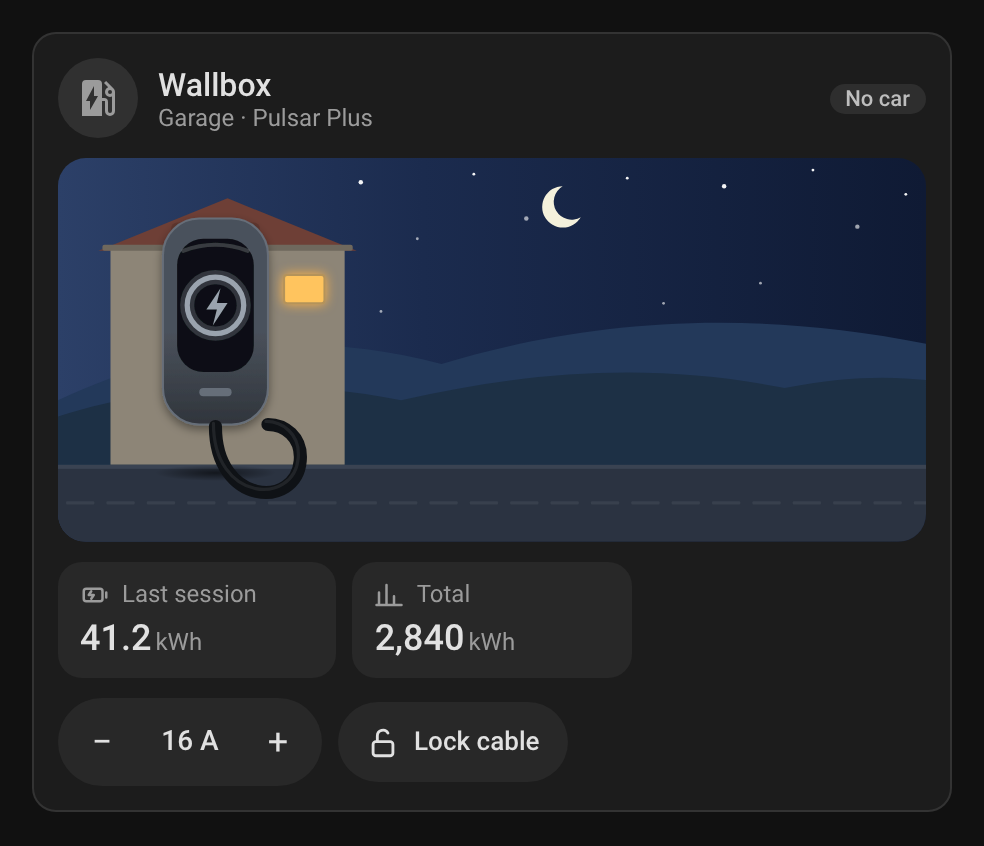 Wallbox
Garage · Pulsar Plus
No car
Last session
41.2 kWh
Total
2,840 kWh
− 16 A +
Lock cable